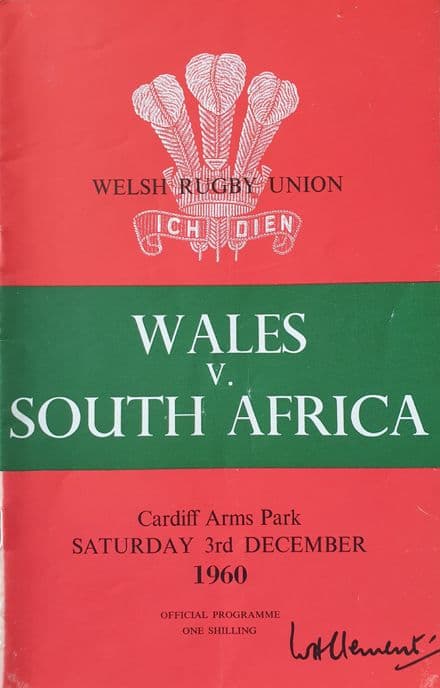 WELSH RUGBY UNION
ICH DIEN
WALES
v.
SOUTH AFRICA
Cardiff Arms Park
SATURDAY 3rd DECEMBER
1960
OFFICIAL PROGRAMME
ONE SHILLING
WHClement